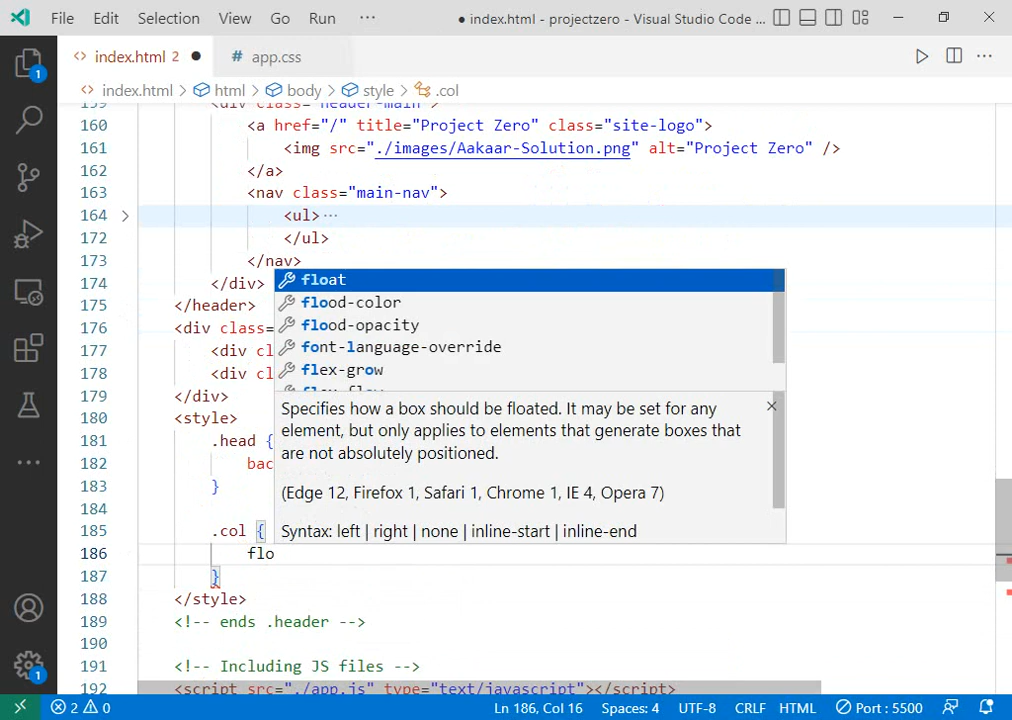 File Edit Selection View Go Run ··· ● index.html - projectzero - Visual Studio Code ...
<> index.html 2 ● # app.css
<> index.html > html > body > style > .col
159 <div class="header-main">
160 <a href="/" title="Project Zero" class="site-logo">
161 <img src="./images/Aakaar-Solution.png" alt="Project Zero" />
162 </a>
163 <nav class="main-nav">
164 > <ul>···
172 </ul>
173 </nav>
174 </div>
175 </header>
176 <div class=
177 <div cl
178 <div cl
179 </div>
180 <style>
181 .head {
182 bac
183 }
184
185 .col {
186 flo
187 }
188 </style>
189 <!-- ends .header -->
190
191 <!-- Including JS files -->
192 <script src="./app.js" type="text/javascript"></script>
float
flood-color
flood-opacity
font-language-override
flex-grow
flex-flow
Specifies how a box should be floated. It may be set for any
element, but only applies to elements that generate boxes that
are not absolutely positioned.
(Edge 12, Firefox 1, Safari 1, Chrome 1, IE 4, Opera 7)
Syntax: left | right | none | inline-start | inline-end
1
1
2 0 Ln 186, Col 16 Spaces: 4 UTF-8 CRLF HTML Port : 5500